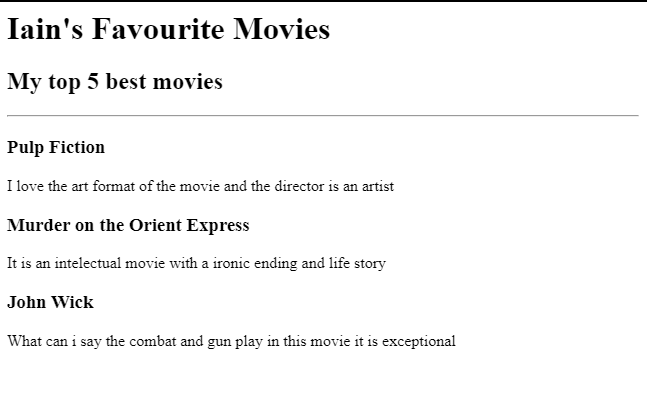 Iain's Favourite Movies
My top 5 best movies
Pulp Fiction
I love the art format of the movie and the director is an artist
Murder on the Orient Express
It is an intelectual movie with a ironic ending and life story
John Wick
What can i say the combat and gun play in this movie it is exceptional